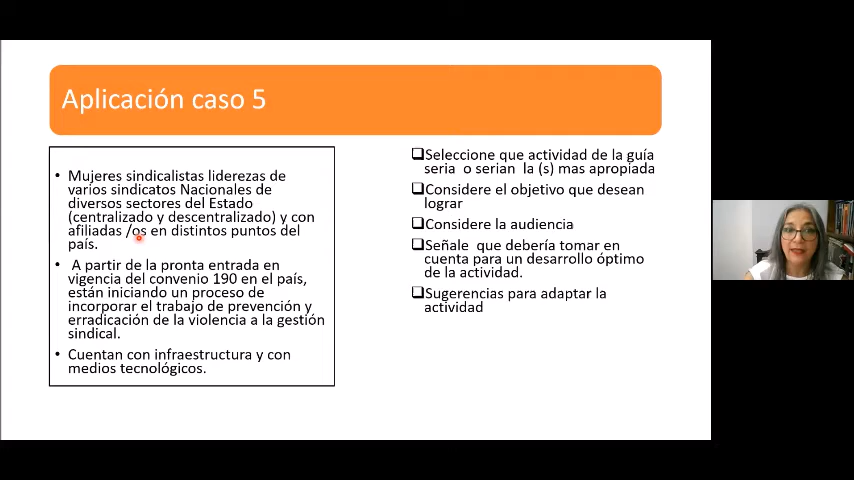 Aplicación caso 5
• Mujeres sindicalistas liderezas de
varios sindicatos Nacionales de
diversos sectores del Estado
(centralizado y descentralizado) y con
afiliadas /os en distintos puntos del
país.
• A partir de la pronta entrada en
vigencia del convenio 190 en el país,
están iniciando un proceso de
incorporar el trabajo de prevención y
erradicación de la violencia a la gestión
sindical.
• Cuentan con infraestructura y con
medios tecnológicos.
❑Seleccione que actividad de la guía
seria o serian la (s) mas apropiada
❑Considere el objetivo que desean
lograr
❑Considere la audiencia
❑Señale que debería tomar en
cuenta para un desarrollo óptimo
de la actividad.
❑Sugerencias para adaptar la
actividad